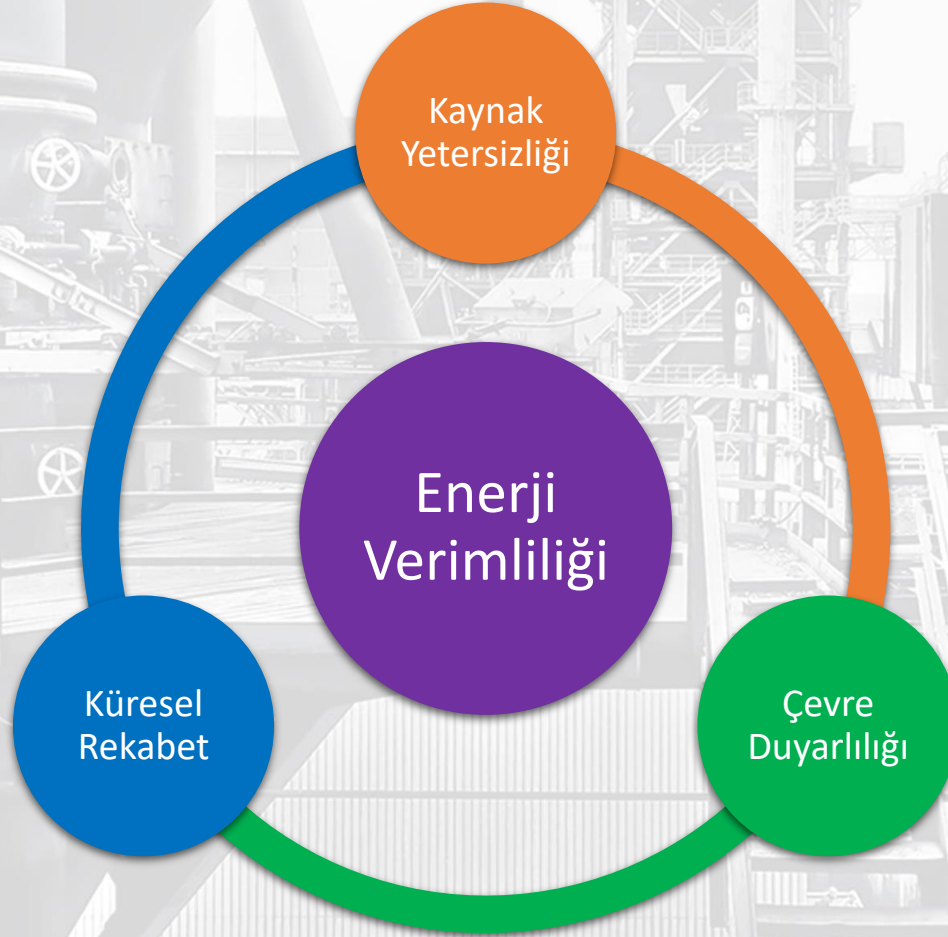 Kaynak
Yetersizliği
Enerji
Verimliliği
Küresel
Rekabet
Çevre
Duyarlılığı